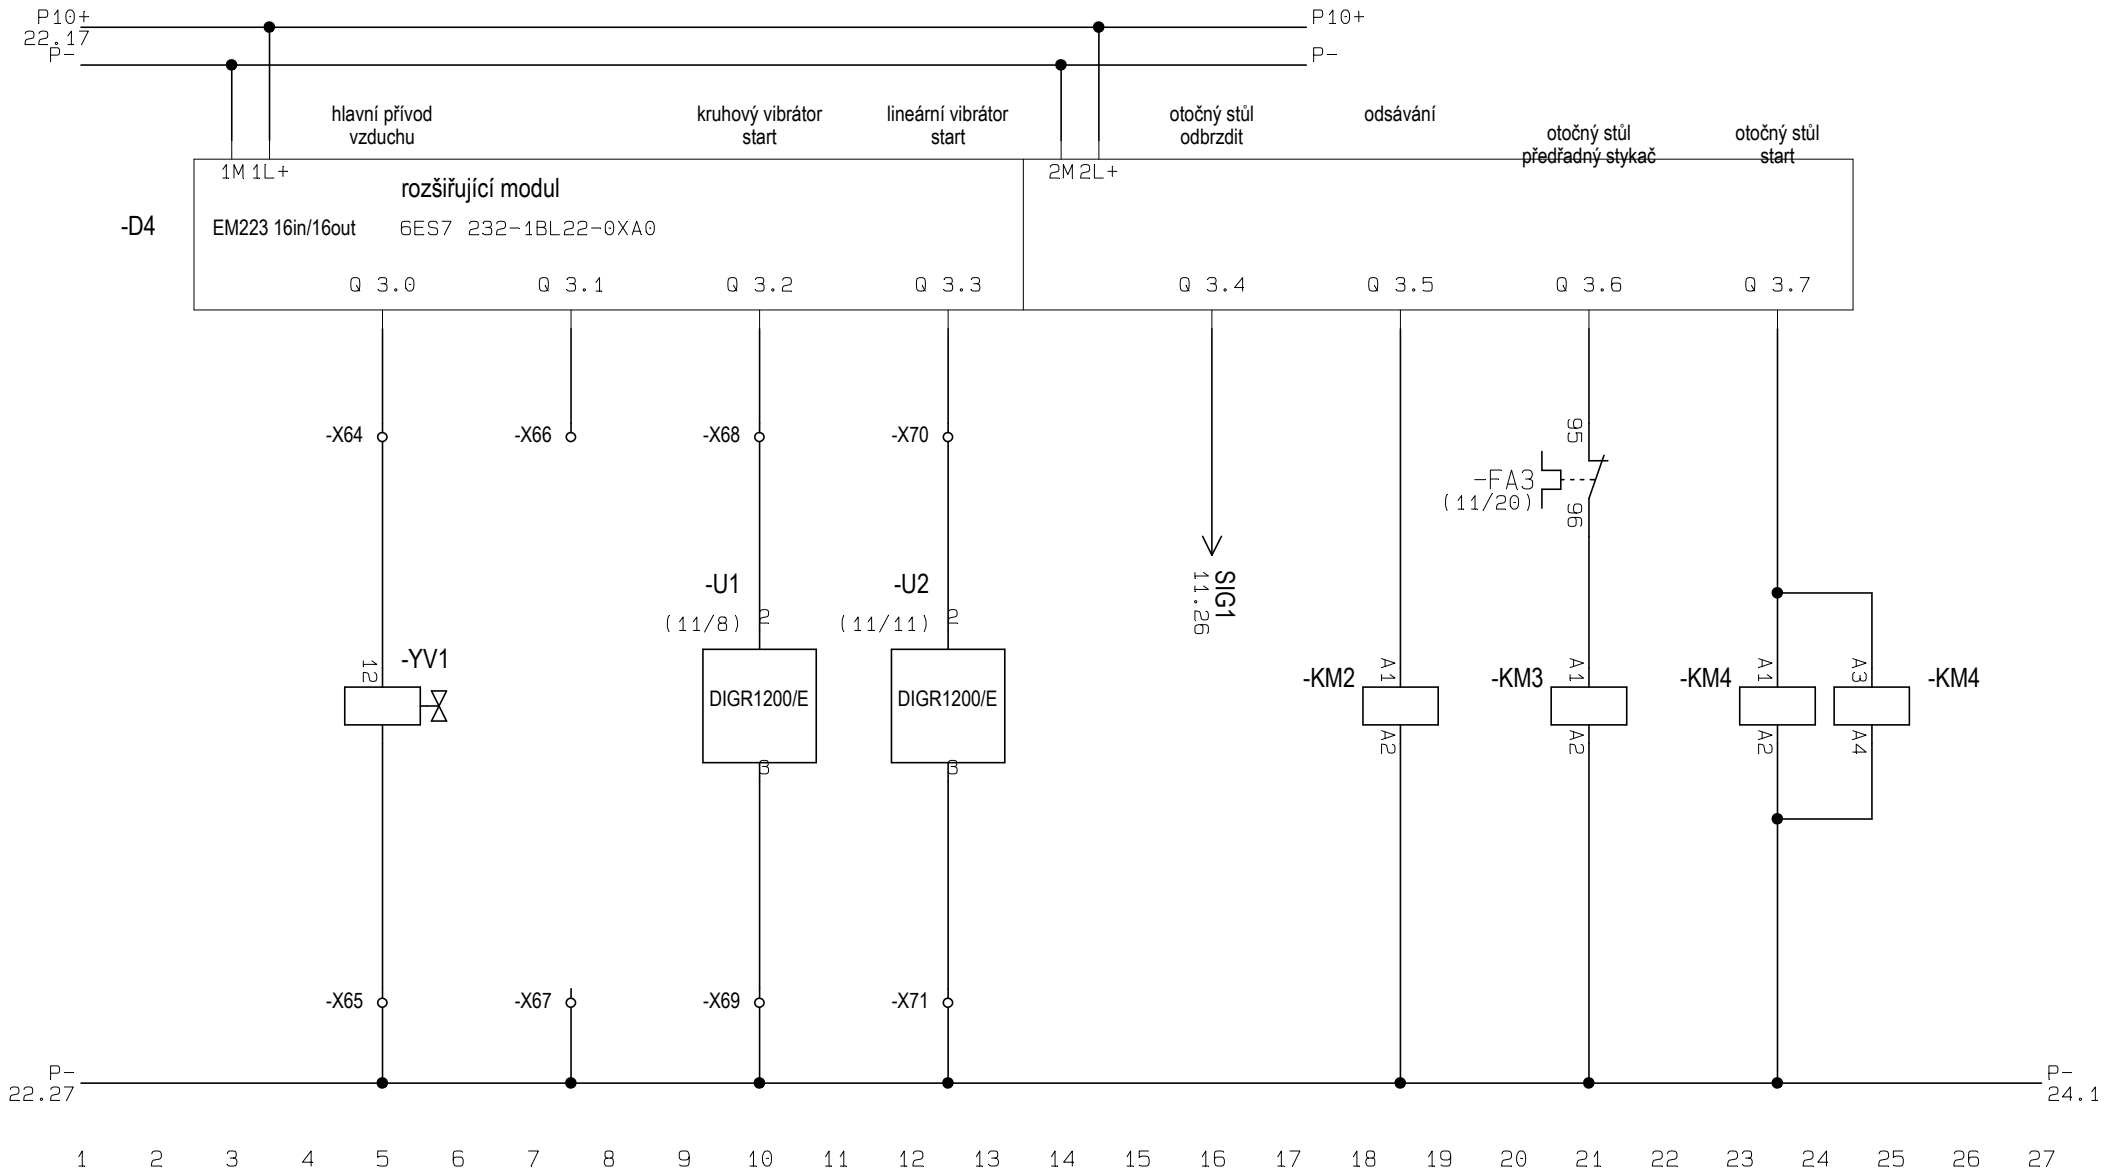 P10+
22.17
P-
P10+
P-
hlavní přívod
vzduchu
kruhový vibrátor
start
lineární vibrátor
start
otočný stůl
odbrzdit
odsávání
otočný stůl
předřadný stykač
otočný stůl
start
1M 1L+
2M 2L+
rozšiřující modul
-D4
EM223 16in/16out
6ES7 232-1BL22-0XA0
Q 3.0
Q 3.1
Q 3.2
Q 3.3
Q 3.4
Q 3.5
Q 3.6
Q 3.7
-X64
-X66
-X68
-X70
95
-FA3
(11/20)
96
SIG1
11.26
-U1
(11/8)
2
-U2
(11/11)
2
12
-YV1
DIGR1200/E
DIGR1200/E
3
3
-KM2
A1
A2
-KM3
A1
A2
-KM4
A1
A2
A3
A4
-KM4
-X65
-X67
-X69
-X71
P-
22.27
P-
24.1
1 2 3 4 5 6 7 8 9 10 11 12 13 14 15 16 17 18 19 20 21 22 23 24 25 26 27